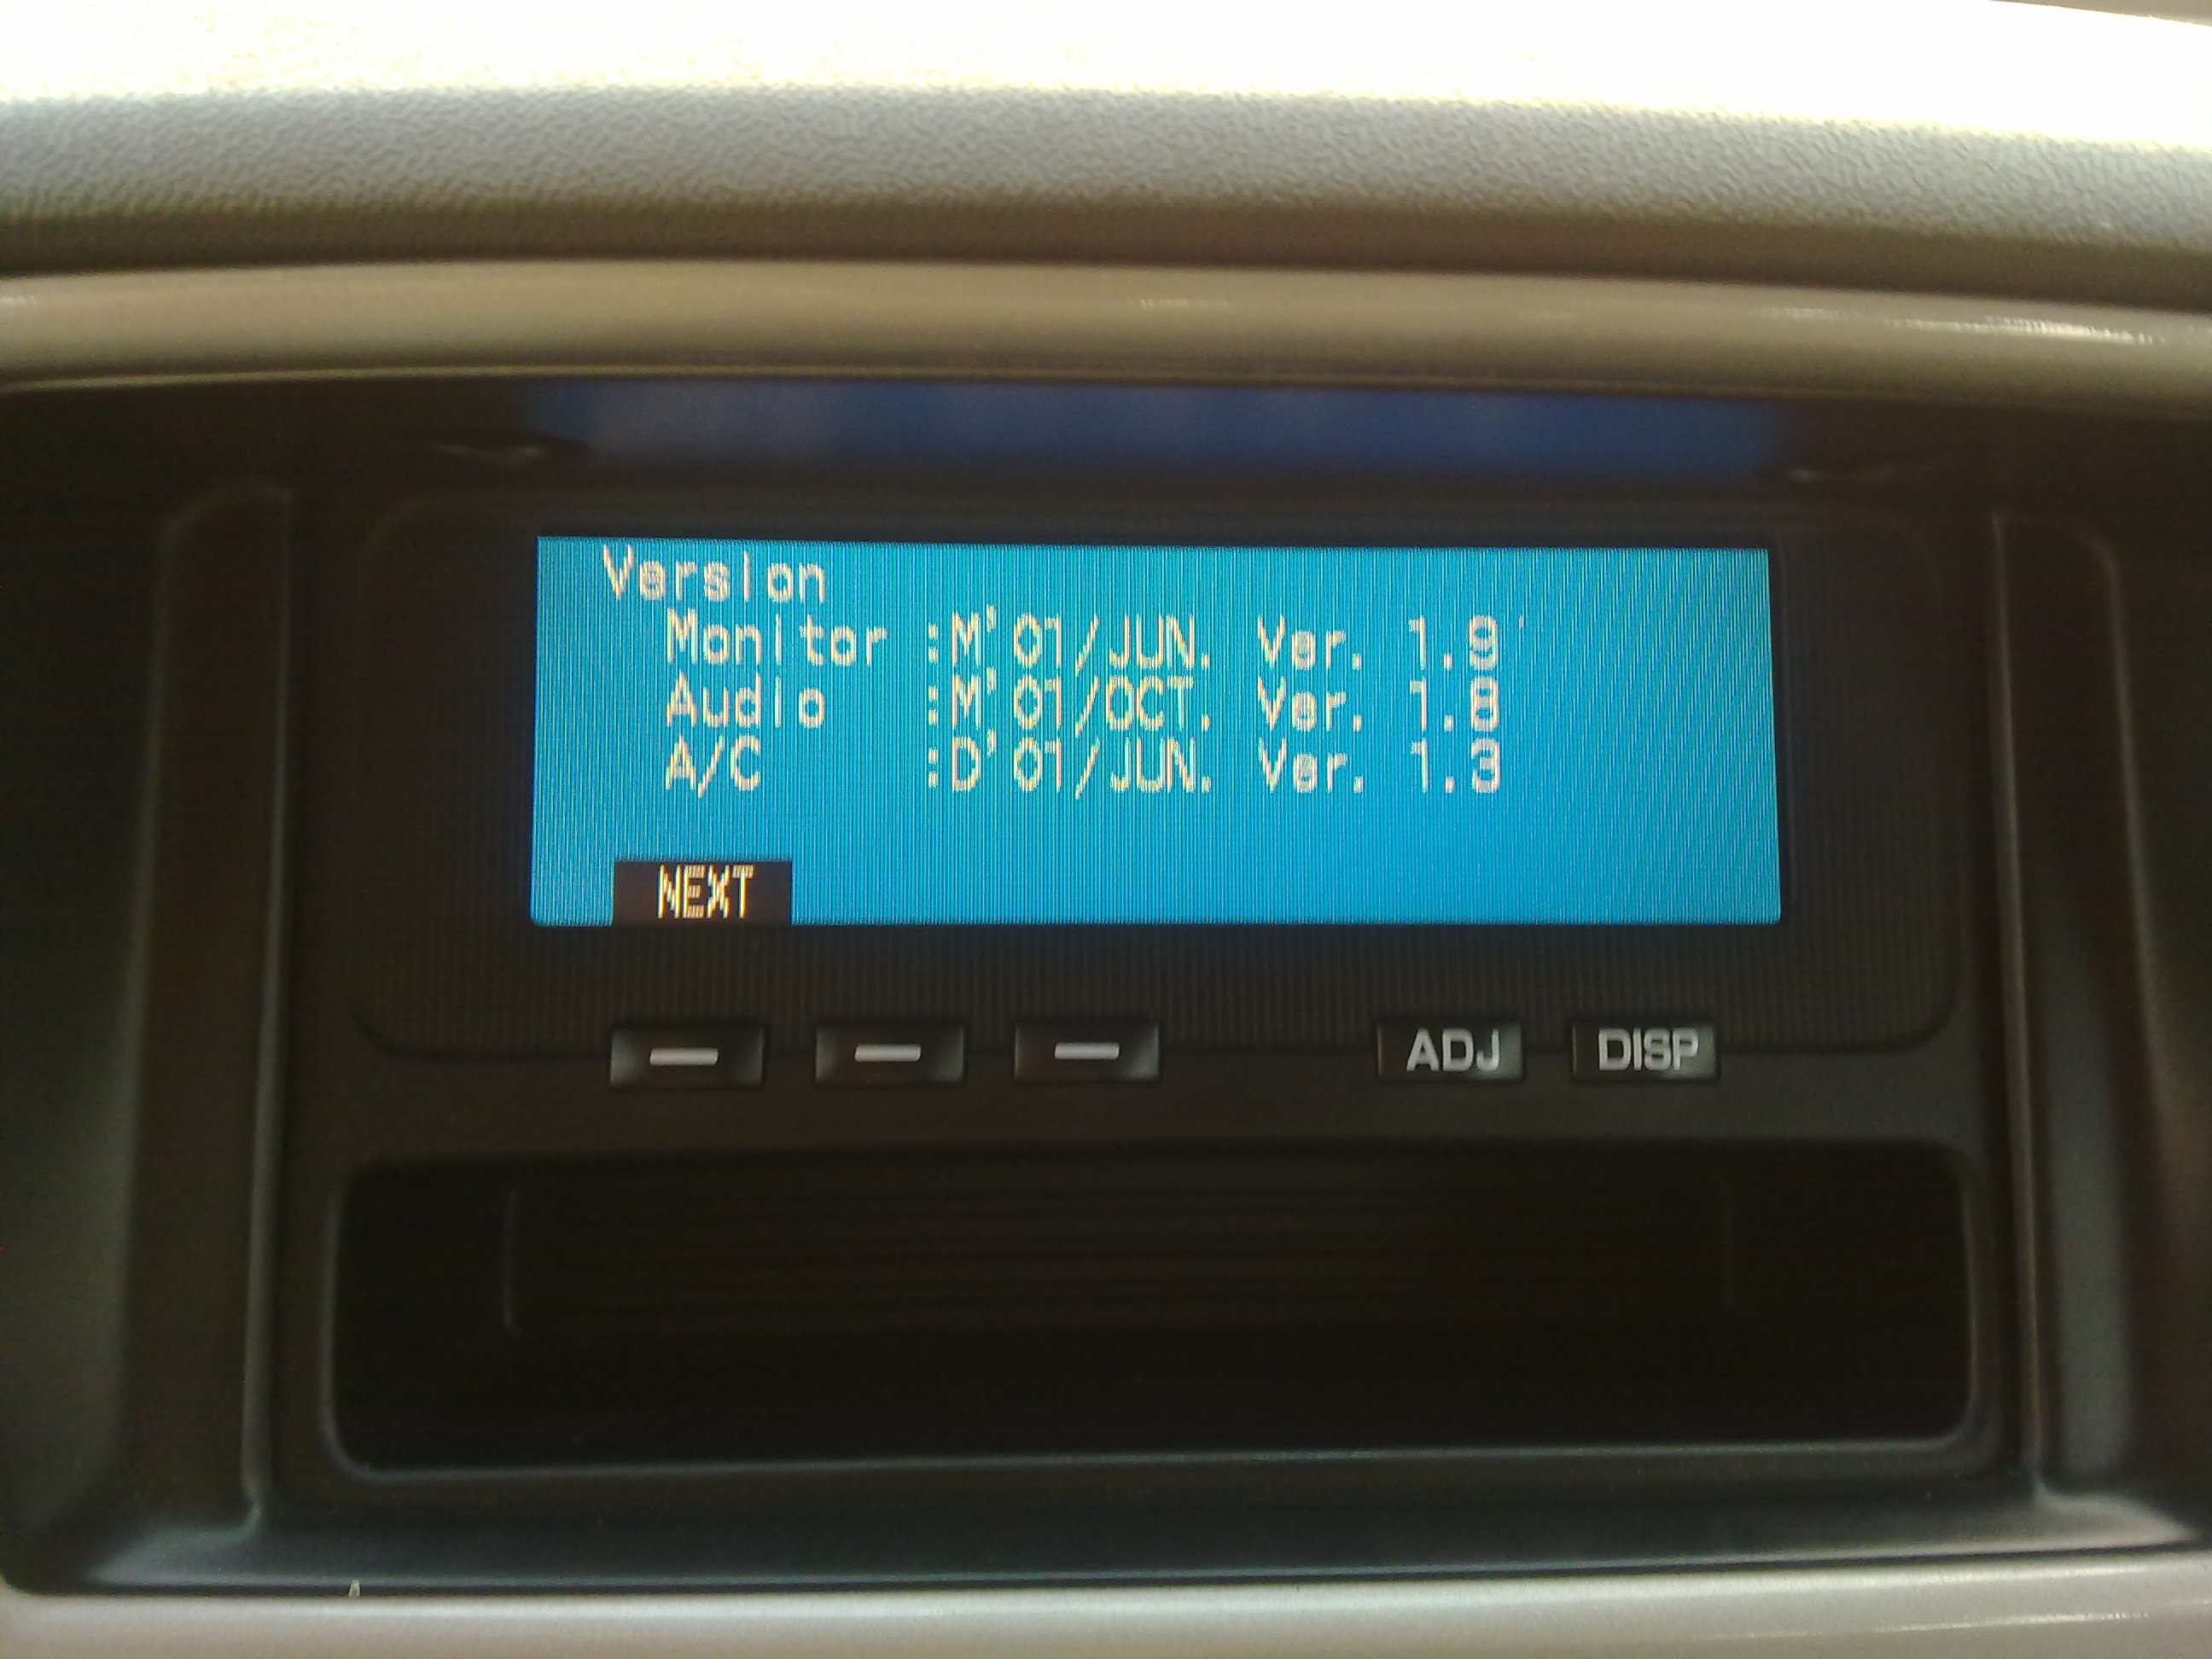 Version
Monitor :M'01/JUN. Ver. 1.9
Audio :M'01/OCT. Ver. 1.8
A/C :D'01/JUN. Ver. 1.3
NEXT
ADJ DISP